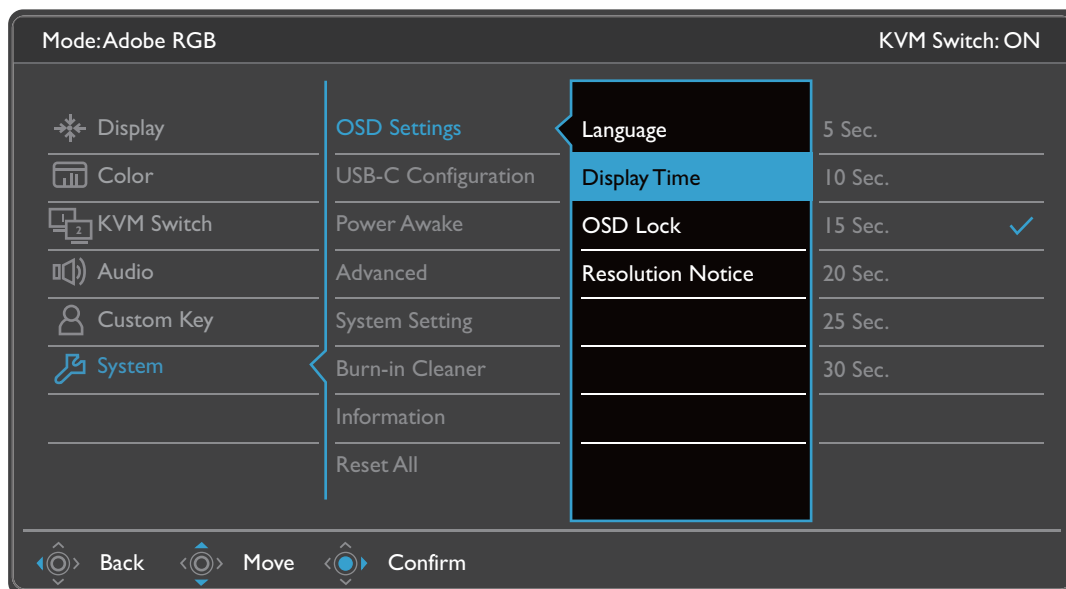 Mode: Adobe RGB
KVM Switch: ON
Display
Color
1
2
KVM Switch
Audio
Custom Key
System
OSD Settings
USB-C Configuration
Power Awake
Advanced
System Setting
Burn-in Cleaner
Information
Reset All
Language
Display Time
OSD Lock
Resolution Notice
5 Sec.
10 Sec.
15 Sec.
20 Sec.
25 Sec.
30 Sec.
Back
Move
Confirm